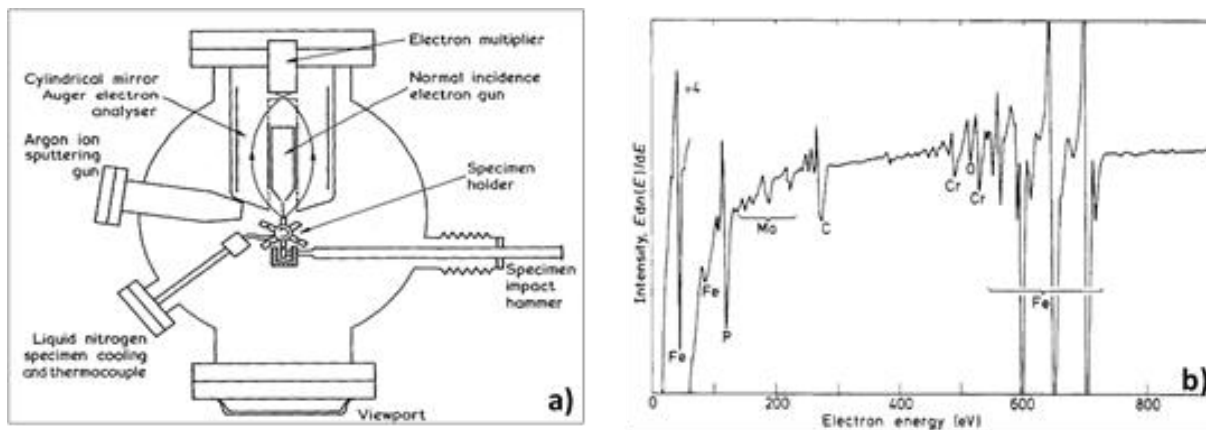 Electron multiplier
Cylindrical mirror
Auger electron
analyser
Normal incidence
electron gun
Argon ion
sputtering
gun
Specimen
holder
Specimen
impact
hammer
Liquid nitrogen
specimen cooling
and thermocouple
Viewport
a)
Intensity, Edn(E)/dE
÷4
Fe
Fe
P
Mo
C
Cr
O
Cr
Fe
0
200
400
600
800
Electron energy (eV)
b)